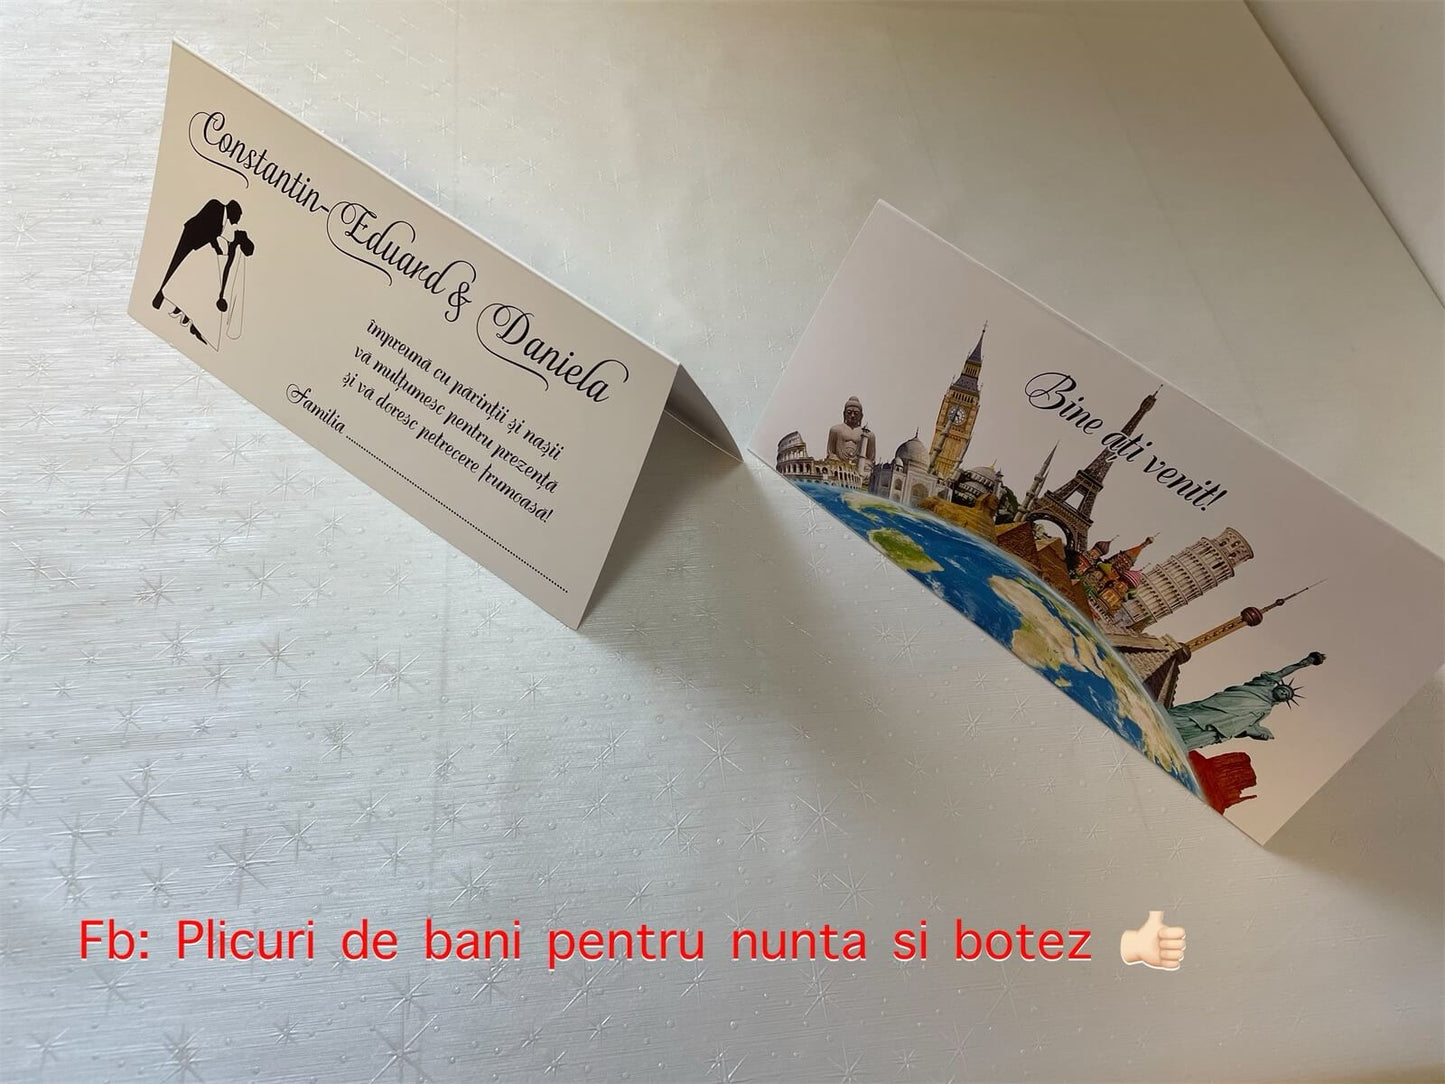 Constantin-Eduard & Daniela
împreună cu părinții și nașii
vă mulțumesc pentru prezență
și vă doresc petrecere frumoasă!
Familia ........................................
Bine ați venit!
Fb: Plicuri de bani pentru nunta si botez 👍🏻